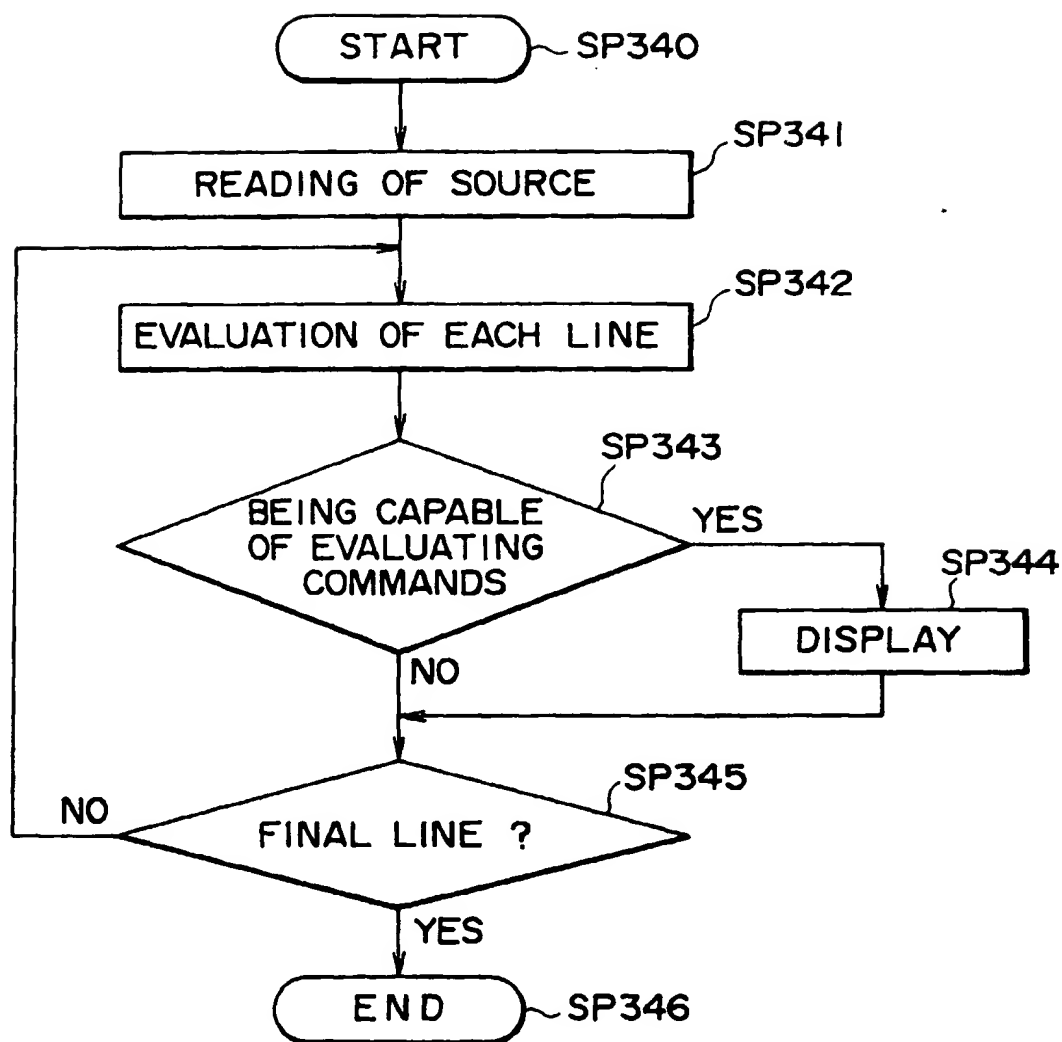 START
SP340
SP341
READING OF SOURCE
SP342
EVALUATION OF EACH LINE
SP343
BEING CAPABLE
OF EVALUATING
COMMANDS
YES
SP344
DISPLAY
NO
SP345
NO
FINAL LINE ?
YES
END
SP346